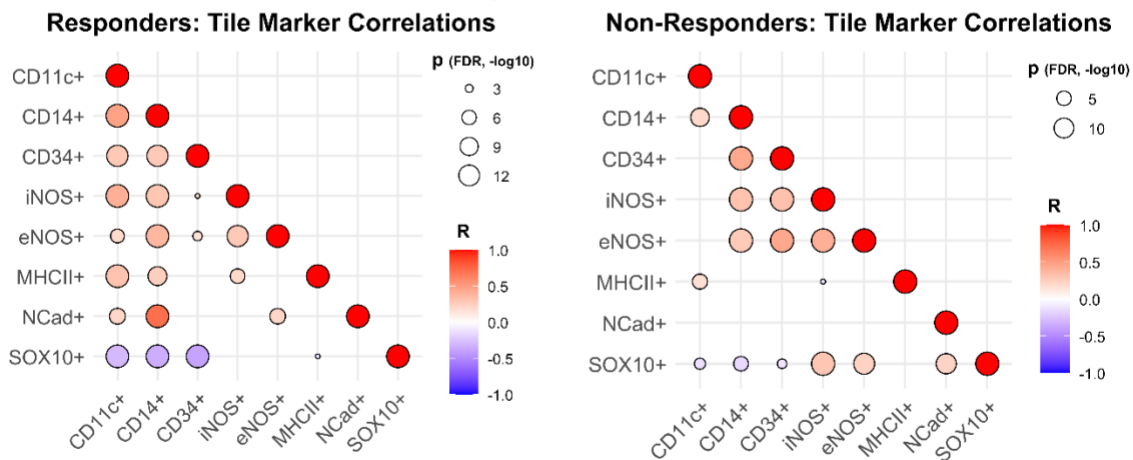 Responders: Tile Marker Correlations
CD11c+
CD14+
CD34+
iNOS+
eNOS+
MHCII+
NCad+
SOX10+
CD11c+
CD14+
CD34+
iNOS+
eNOS+
MHCII+
NCad+
SOX10+
p (FDR, -log10)
3
6
9
12
R
1.0
0.5
0.0
-0.5
-1.0
Non-Responders: Tile Marker Correlations
CD11c+
CD14+
CD34+
iNOS+
eNOS+
MHCII+
NCad+
SOX10+
CD11c+
CD14+
CD34+
iNOS+
eNOS+
MHCII+
NCad+
SOX10+
p (FDR, -log10)
5
10
R
1.0
0.5
0.0
-0.5
-1.0